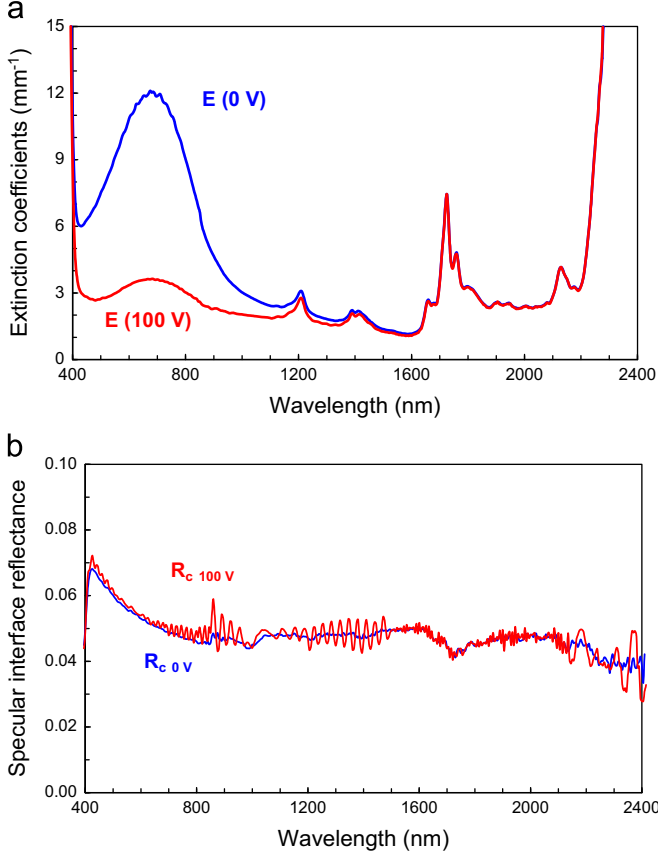 a
15
12
9
6
3
0
Extinction coefficients (mm⁻¹)
E (0 V)
E (100 V)
400 800 1200 1600 2000 2400
Wavelength (nm)
b
0.10
0.08
0.06
0.04
0.02
0.00
Specular interface reflectance
Rc 100 V
Rc 0 V
400 800 1200 1600 2000 2400
Wavelength (nm)